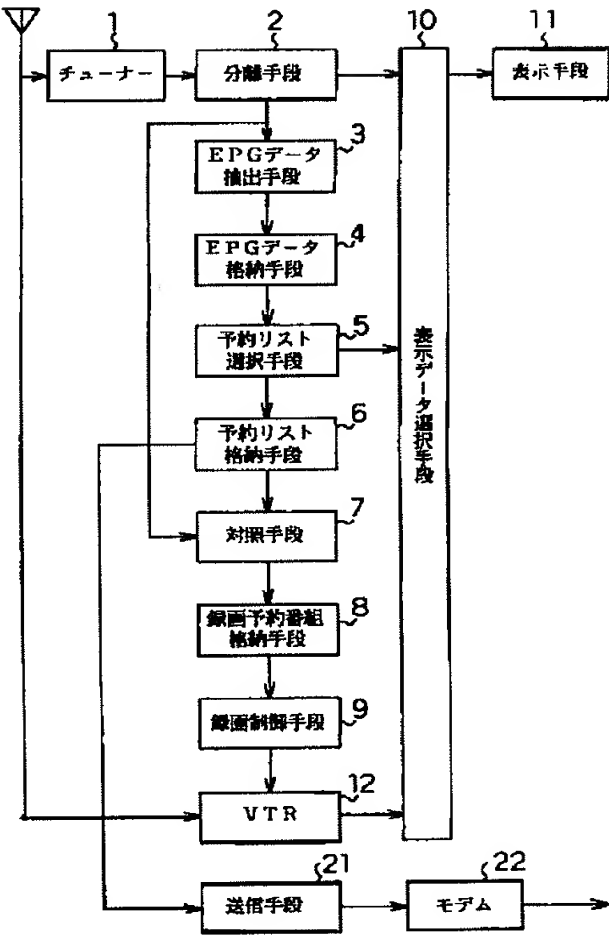 1
チューナー
2
分離手段
10
11
表示手段
3
EPGデータ
抽出手段
4
EPGデータ
格納手段
5
予約リスト
選択手段
6
予約リスト
格納手段
7
対照手段
8
録画予約番組
格納手段
9
録画制御手段
12
VTR
表示データ選択手段
21
送信手段
22
モデム